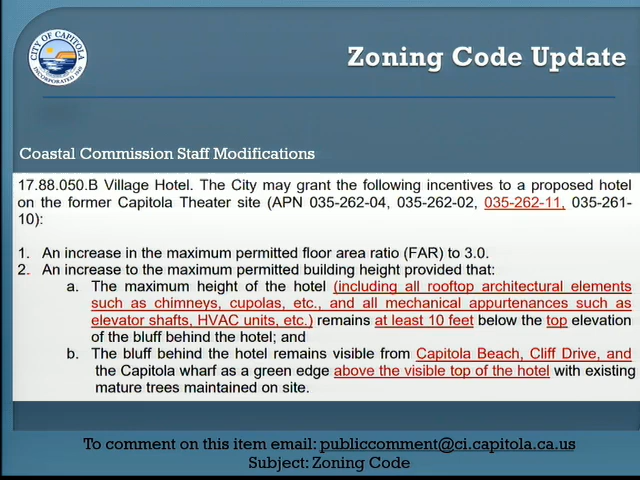 CITY OF CAPITOLA
INCORPORATED 1949
Zoning Code Update
Coastal Commission Staff Modifications
17.88.050.B Village Hotel. The City may grant the following incentives to a proposed hotel
on the former Capitola Theater site (APN 035-262-04, 035-262-02, 035-262-11, 035-261-
10):
1. An increase in the maximum permitted floor area ratio (FAR) to 3.0.
2. An increase to the maximum permitted building height provided that:
a. The maximum height of the hotel (including all rooftop architectural elements
such as chimneys, cupolas, etc., and all mechanical appurtenances such as
elevator shafts, HVAC units, etc.) remains at least 10 feet below the top elevation
of the bluff behind the hotel; and
b. The bluff behind the hotel remains visible from Capitola Beach, Cliff Drive, and
the Capitola wharf as a green edge above the visible top of the hotel with existing
mature trees maintained on site.
To comment on this item email: publiccomment@ci.capitola.ca.us
Subject: Zoning Code